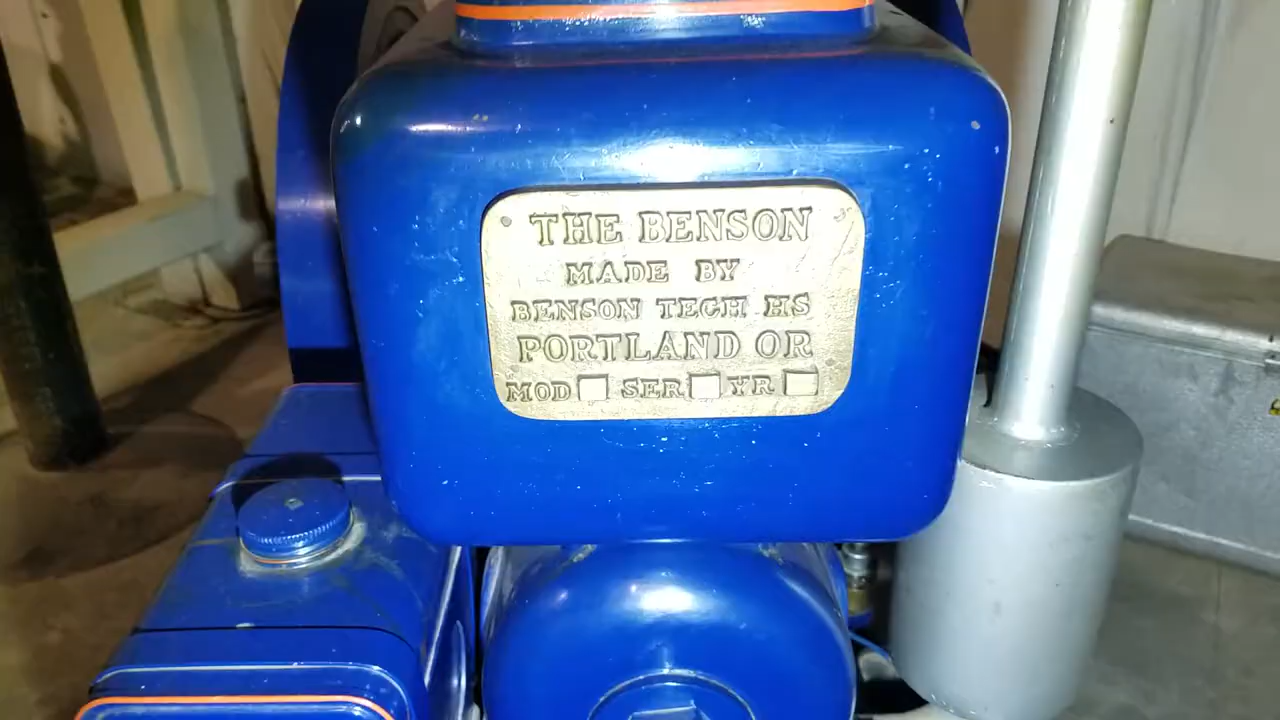 THE BENSON
MADE BY
BENSON TECH HS
PORTLAND OR
MOD SER YR